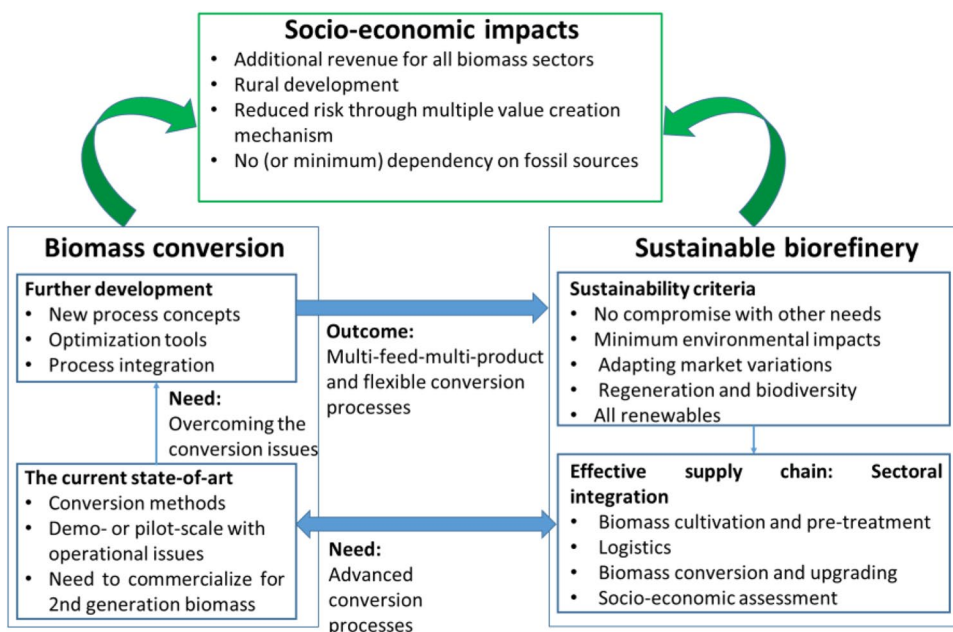 Socio-economic impacts
• Additional revenue for all biomass sectors
• Rural development
• Reduced risk through multiple value creation
mechanism
• No (or minimum) dependency on fossil sources
Biomass conversion
Further development
• New process concepts
• Optimization tools
• Process integration
Need:
Overcoming the
conversion issues
The current state-of-art
• Conversion methods
• Demo- or pilot-scale with
operational issues
• Need to commercialize for
2nd generation biomass
Outcome:
Multi-feed-multi-product
and flexible conversion
processes
Need:
Advanced
conversion
processes
Sustainable biorefinery
Sustainability criteria
• No compromise with other needs
• Minimum environmental impacts
• Adapting market variations
• Regeneration and biodiversity
• All renewables
Effective supply chain: Sectoral
integration
• Biomass cultivation and pre-treatment
• Logistics
• Biomass conversion and upgrading
• Socio-economic assessment